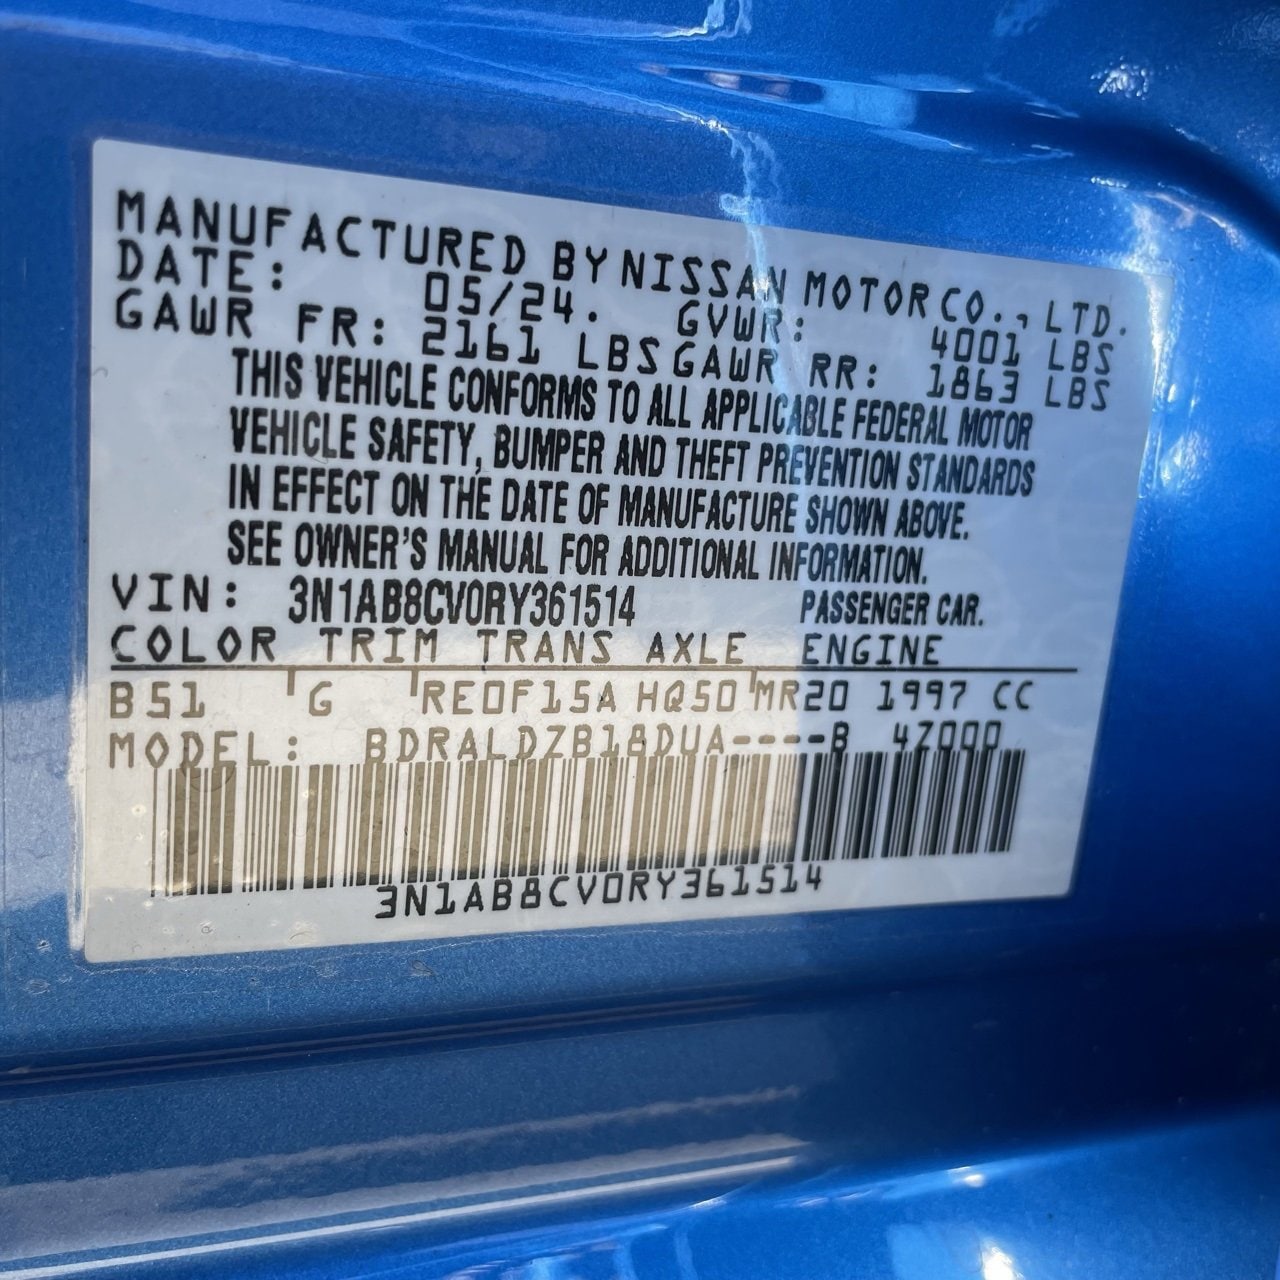 MANUFACTURED BY NISSAN MOTOR CO., LTD.
DATE: 05/24. GVWR: 4001 LBS
GAWR FR: 2161 LBS GAWR RR: 1863 LBS
THIS VEHICLE CONFORMS TO ALL APPLICABLE FEDERAL MOTOR
VEHICLE SAFETY, BUMPER AND THEFT PREVENTION STANDARDS
IN EFFECT ON THE DATE OF MANUFACTURE SHOWN ABOVE.
SEE OWNER'S MANUAL FOR ADDITIONAL INFORMATION.
VIN: 3N1AB8CV0RY361514 PASSENGER CAR.
COLOR TRIM TRANS AXLE ENGINE
B51 G RE0F15A HQ50 MR20 1997 CC
MODEL: BDRALDZB18DUA----B 4Z000
3N1AB8CV0RY361514